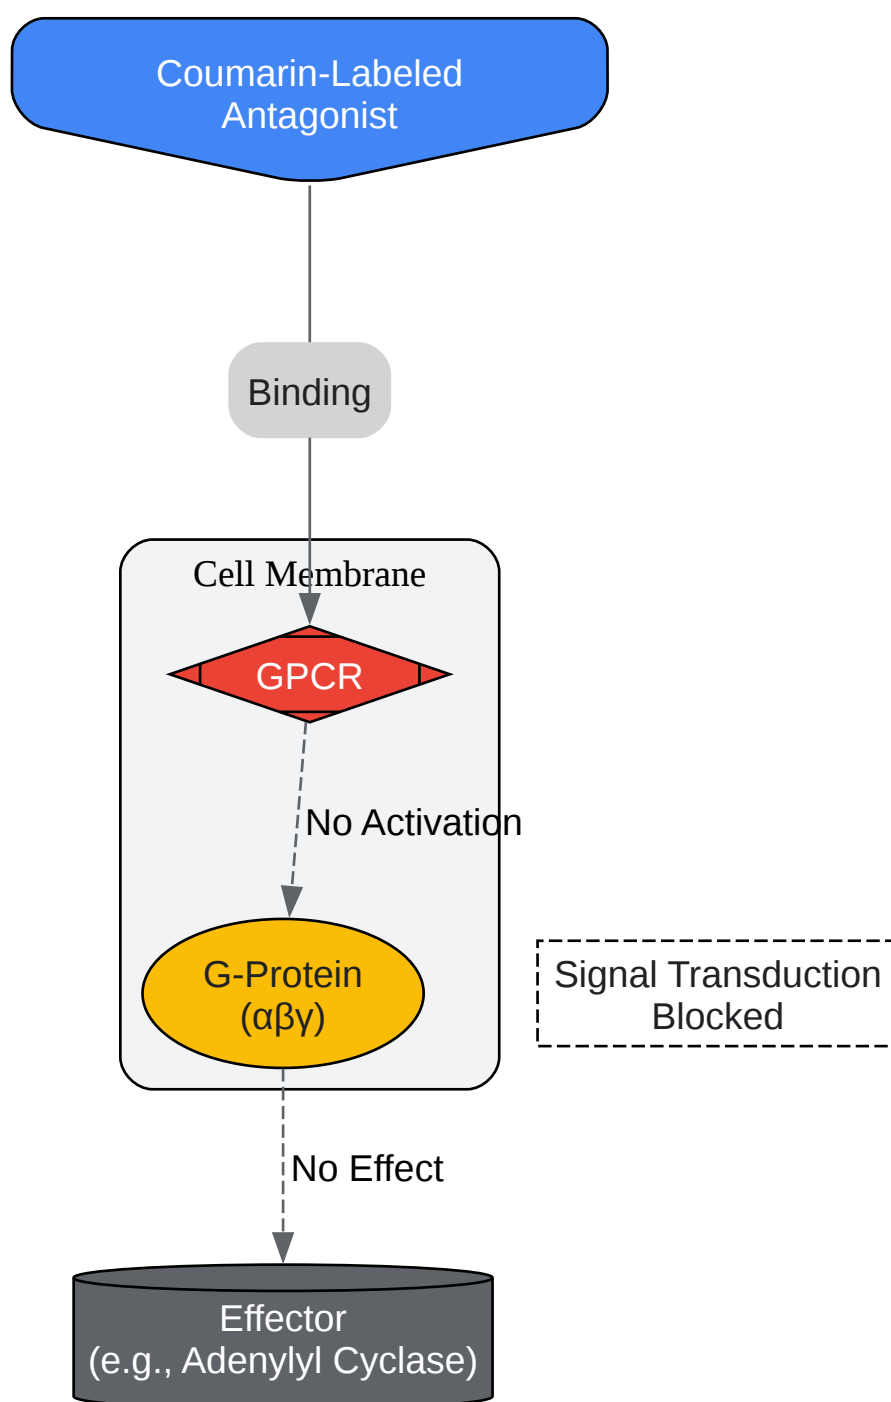 Coumarin-Labeled
Antagonist
Binding
Cell Membrane
GPCR
No Activation
G-Protein
(αβγ)
Signal Transduction
Blocked
No Effect
Effector
(e.g., Adenylyl Cyclase)